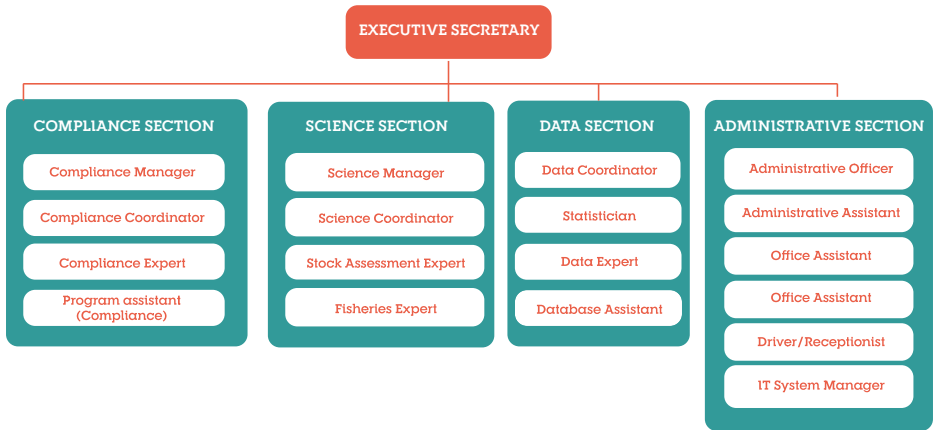 EXECUTIVE SECRETARY
COMPLIANCE SECTION
Compliance Manager
Compliance Coordinator
Compliance Expert
Program assistant
(Compliance)
SCIENCE SECTION
Science Manager
Science Coordinator
Stock Assessment Expert
Fisheries Expert
DATA SECTION
Data Coordinator
Statistician
Data Expert
Database Assistant
ADMINISTRATIVE SECTION
Administrative Officer
Administrative Assistant
Office Assistant
Office Assistant
Driver/Receptionist
IT System Manager